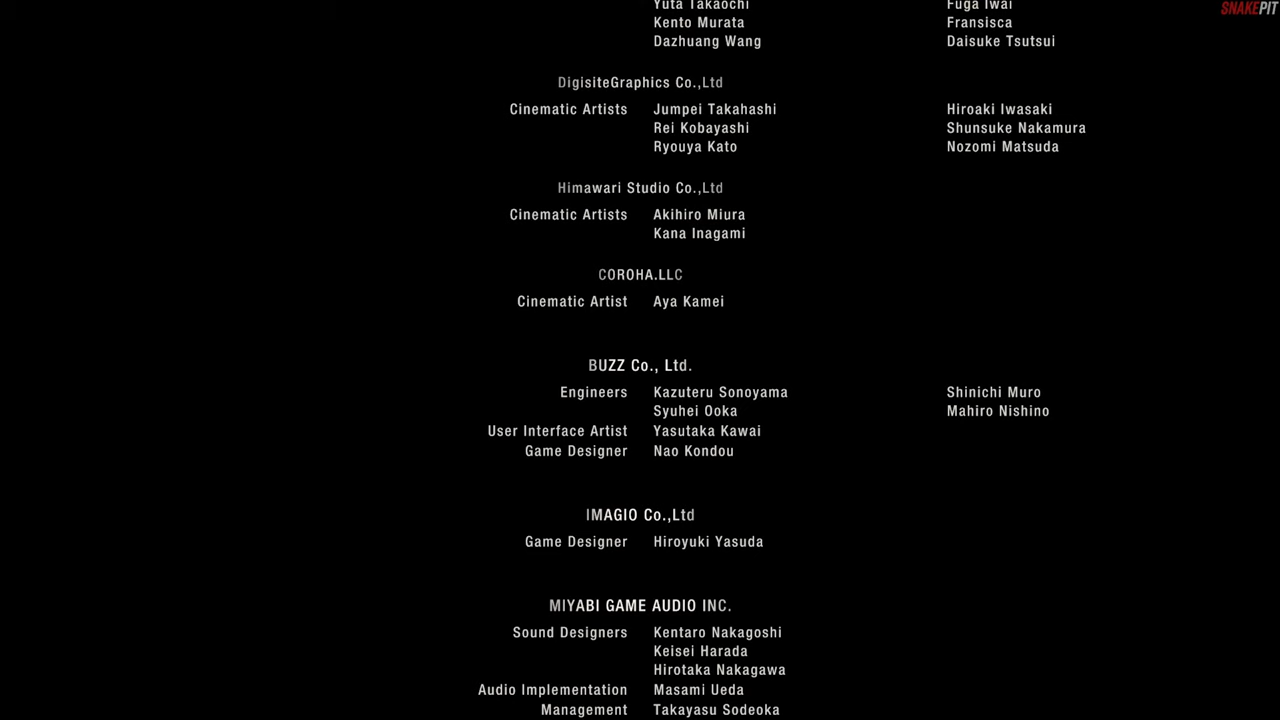 SNAKEPIT
Yuta Takaochi Fuga Iwai
Kento Murata Fransisca
Dazhuang Wang Daisuke Tsutsui
DigisiteGraphics Co.,Ltd
Cinematic Artists Jumpei Takahashi Hiroaki Iwasaki
Rei Kobayashi Shunsuke Nakamura
Ryouya Kato Nozomi Matsuda
Himawari Studio Co.,Ltd
Cinematic Artists Akihiro Miura
Kana Inagami
COROHA.LLC
Cinematic Artist Aya Kamei
BUZZ Co., Ltd.
Engineers Kazuteru Sonoyama Shinichi Muro
Syuhei Ooka Mahiro Nishino
User Interface Artist Yasutaka Kawai
Game Designer Nao Kondou
IMAGIO Co.,Ltd
Game Designer Hiroyuki Yasuda
MIYABI GAME AUDIO INC.
Sound Designers Kentaro Nakagoshi
Keisei Harada
Hirotaka Nakagawa
Audio Implementation Masami Ueda
Management Takayasu Sodeoka